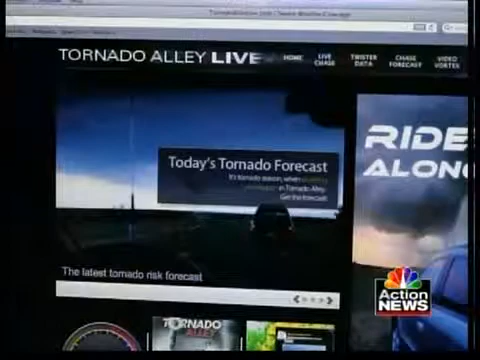 TORNADO ALLEY LIVE
HOME
LIVE CHASE
TWISTER DATA
CHASE FORECAST
VIDEO VORTEX
RIDE
ALONG
Today's Tornado Forecast
It's tornado season, when
in Tornado Alley.
Get the forecast!
The latest tornado risk forecast
Action
NEWS
TORNADO
ALLEY